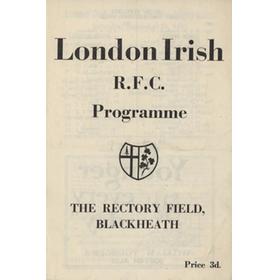 London Irish
R.F.C.
Programme
THE RECTORY FIELD,
BLACKHEATH
Price 3d.